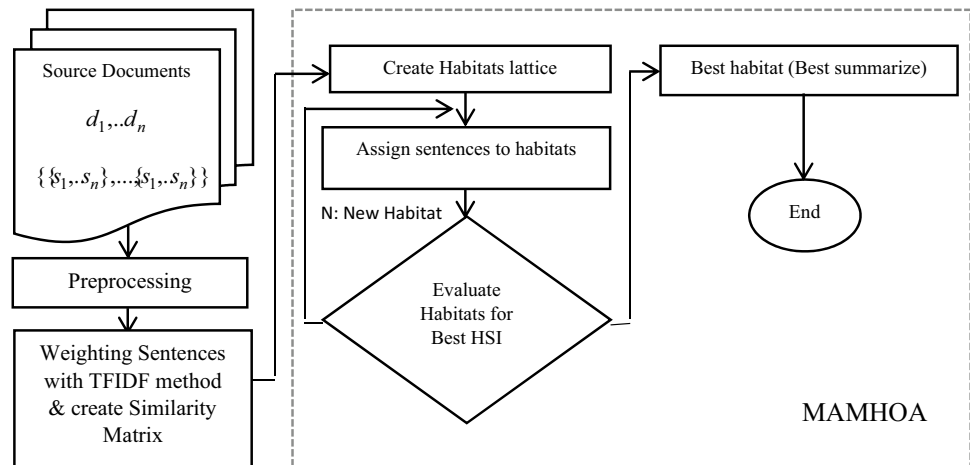 Source Documents
d₁,..dₙ
{{s₁,.sₙ},...,{s₁,..sₙ}}
Preprocessing
Weighting Sentences
with TFIDF method
& create Similarity
Matrix
Create Habitats lattice
Assign sentences to habitats
N: New Habitat
Evaluate
Habitats for
Best HSI
Best habitat (Best summarize)
End
MAMHOA